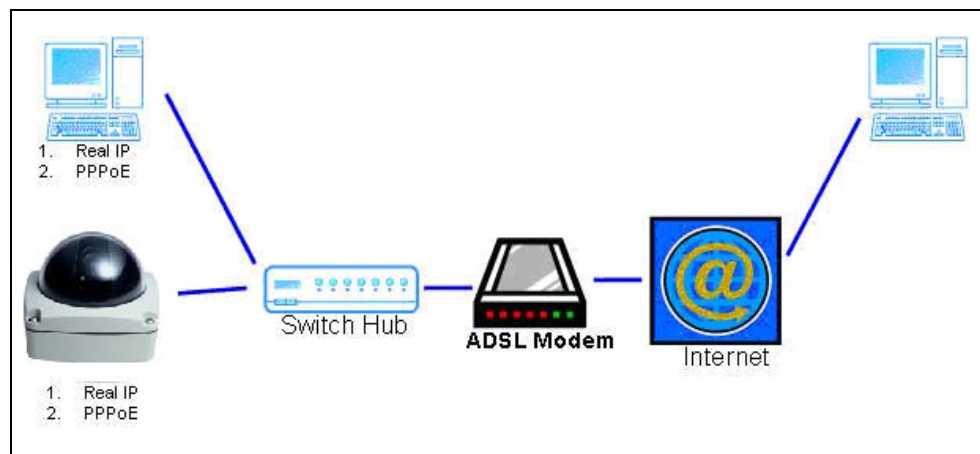 1. Real IP
2. PPPoE
1. Real IP
2. PPPoE
Switch Hub
ADSL Modem
Internet